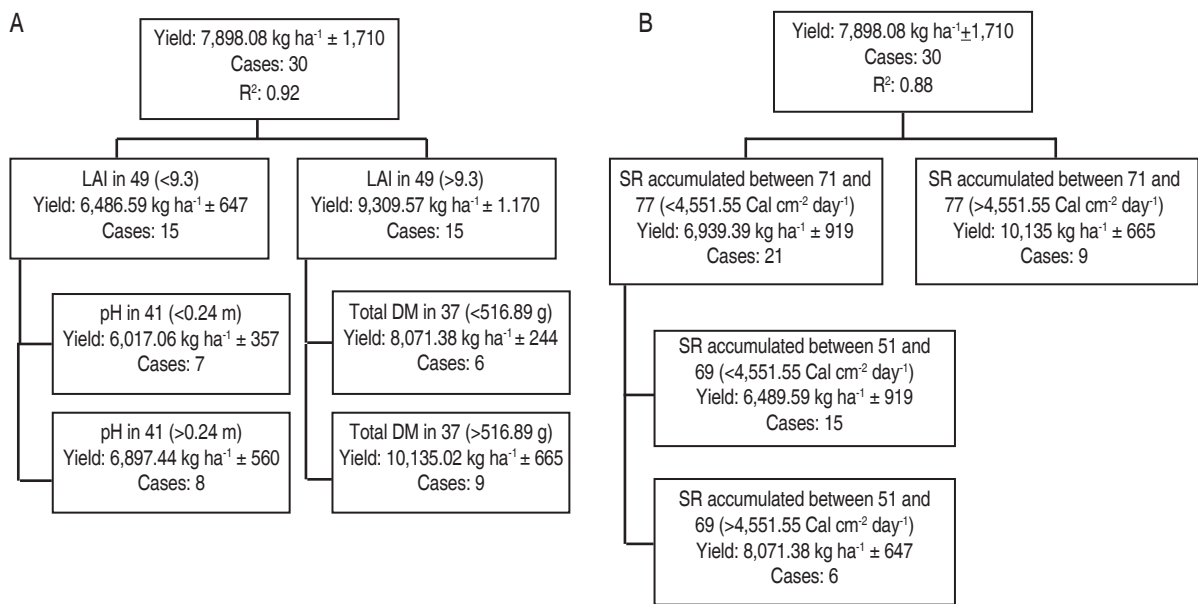 A
Yield: 7,898.08 kg ha⁻¹ ± 1,710
Cases: 30
R²: 0.92
LAI in 49 (<9.3)
Yield: 6,486.59 kg ha⁻¹ ± 647
Cases: 15
LAI in 49 (>9.3)
Yield: 9,309.57 kg ha⁻¹ ± 1.170
Cases: 15
pH in 41 (<0.24 m)
Yield: 6,017.06 kg ha⁻¹ ± 357
Cases: 7
Total DM in 37 (<516.89 g)
Yield: 8,071.38 kg ha⁻¹ ± 244
Cases: 6
pH in 41 (>0.24 m)
Yield: 6,897.44 kg ha⁻¹ ± 560
Cases: 8
Total DM in 37 (>516.89 g)
Yield: 10,135.02 kg ha⁻¹ ± 665
Cases: 9
B
Yield: 7,898.08 kg ha⁻¹±1,710
Cases: 30
R²: 0.88
SR accumulated between 71 and
77 (<4,551.55 Cal cm⁻² day⁻¹)
Yield: 6,939.39 kg ha⁻¹ ± 919
Cases: 21
SR accumulated between 71 and
77 (>4,551.55 Cal cm⁻² day⁻¹)
Yield: 10,135 kg ha⁻¹ ± 665
Cases: 9
SR accumulated between 51 and
69 (<4,551.55 Cal cm⁻² day⁻¹)
Yield: 6,489.59 kg ha⁻¹ ± 919
Cases: 15
SR accumulated between 51 and
69 (>4,551.55 Cal cm⁻² day⁻¹)
Yield: 8,071.38 kg ha⁻¹ ± 647
Cases: 6